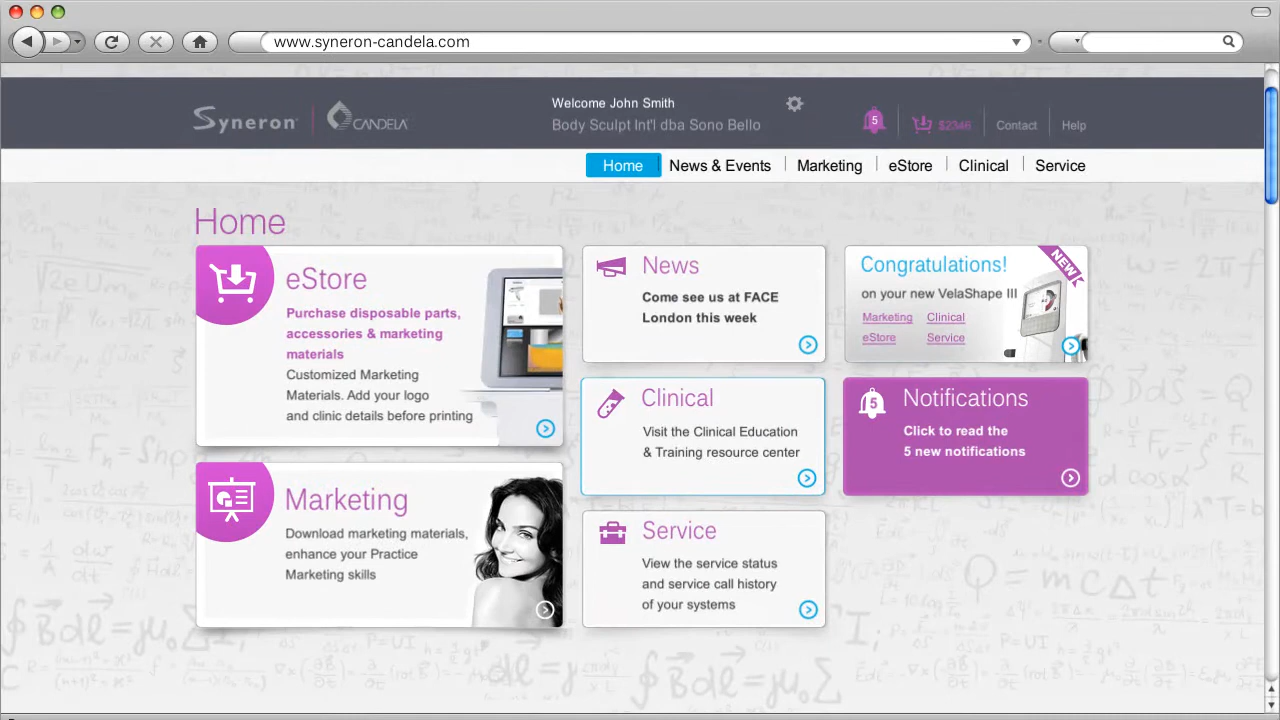 www.syneron-candela.com
Syneron CANDELA
Welcome John Smith
Body Sculpt Int'l dba Sono Bello
5
$2346
Contact
Help
Home
News & Events
Marketing
eStore
Clinical
Service
Home
eStore
Purchase disposable parts,
accessories & marketing
materials
Customized Marketing
Materials. Add your logo
and clinic details before printing
Marketing
Download marketing materials,
enhance your Practice
Marketing skills
News
Come see us at FACE
London this week
Clinical
Visit the Clinical Education
& Training resource center
Service
View the service status
and service call history
of your systems
Congratulations!
NEW
on your new VelaShape III
Marketing Clinical
eStore Service
5
Notifications
Click to read the
5 new notifications